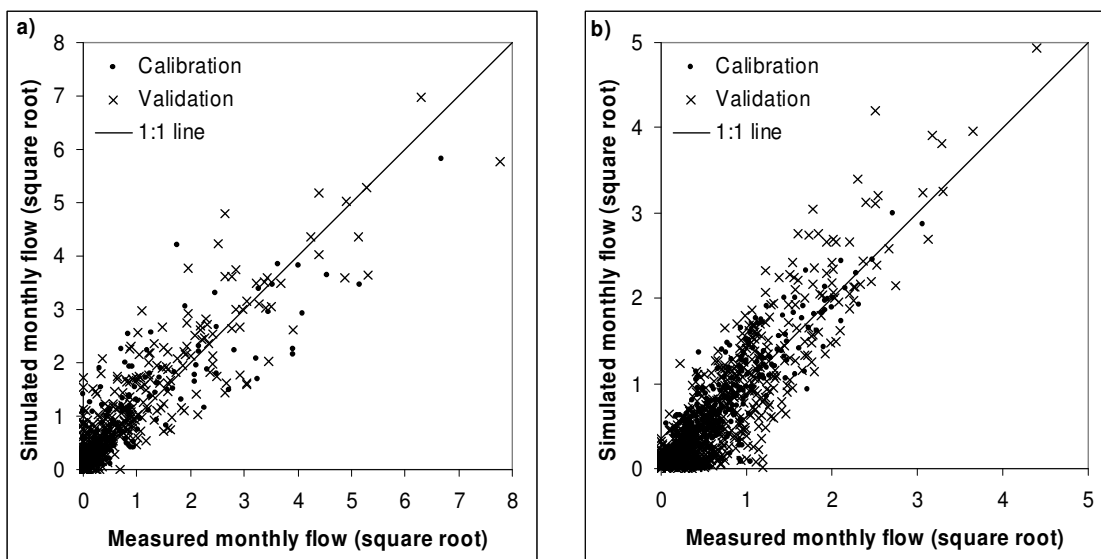 a)
Calibration
Validation
1:1 line
Simulated monthly flow (square root)
8
7
6
5
4
3
2
1
0
0 1 2 3 4 5 6 7 8
Measured monthly flow (square root)
b)
Calibration
Validation
1:1 line
Simulated monthly flow (square root)
5
4
3
2
1
0
0 1 2 3 4 5
Measured monthly flow (square root)